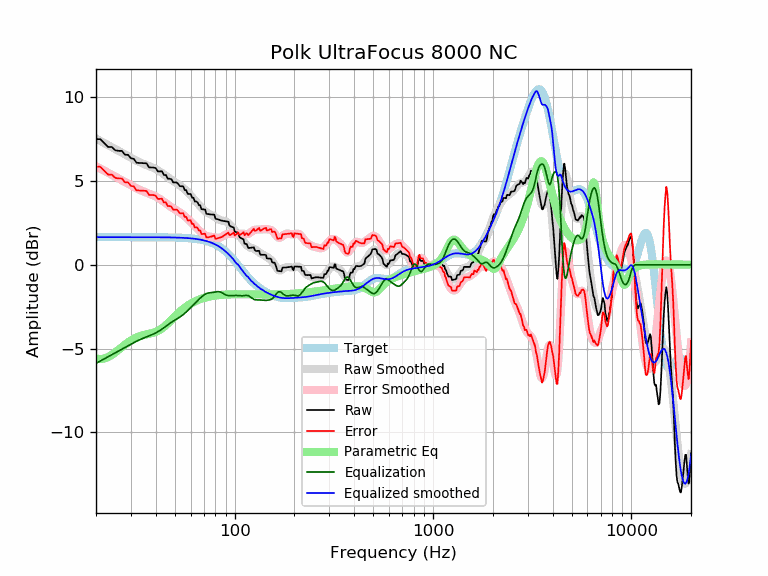 Polk UltraFocus 8000 NC
10
5
0
−5
−10
Amplitude (dBr)
Target
Raw Smoothed
Error Smoothed
Raw
Error
Parametric Eq
Equalization
Equalized smoothed
100
1000
10000
Frequency (Hz)